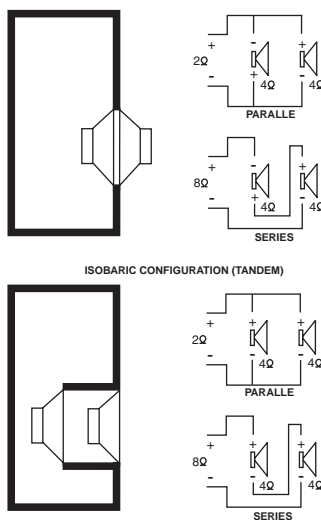 + - +
2Ω
- + 4Ω - 4Ω
PARALLE
+ - +
8Ω
- + 4Ω - 4Ω
SERIES
ISOBARIC CONFIGURATION (TANDEM)
+ + +
2Ω
- - 4Ω - 4Ω
PARALLE
+ + +
8Ω
- - 4Ω - 4Ω
SERIES